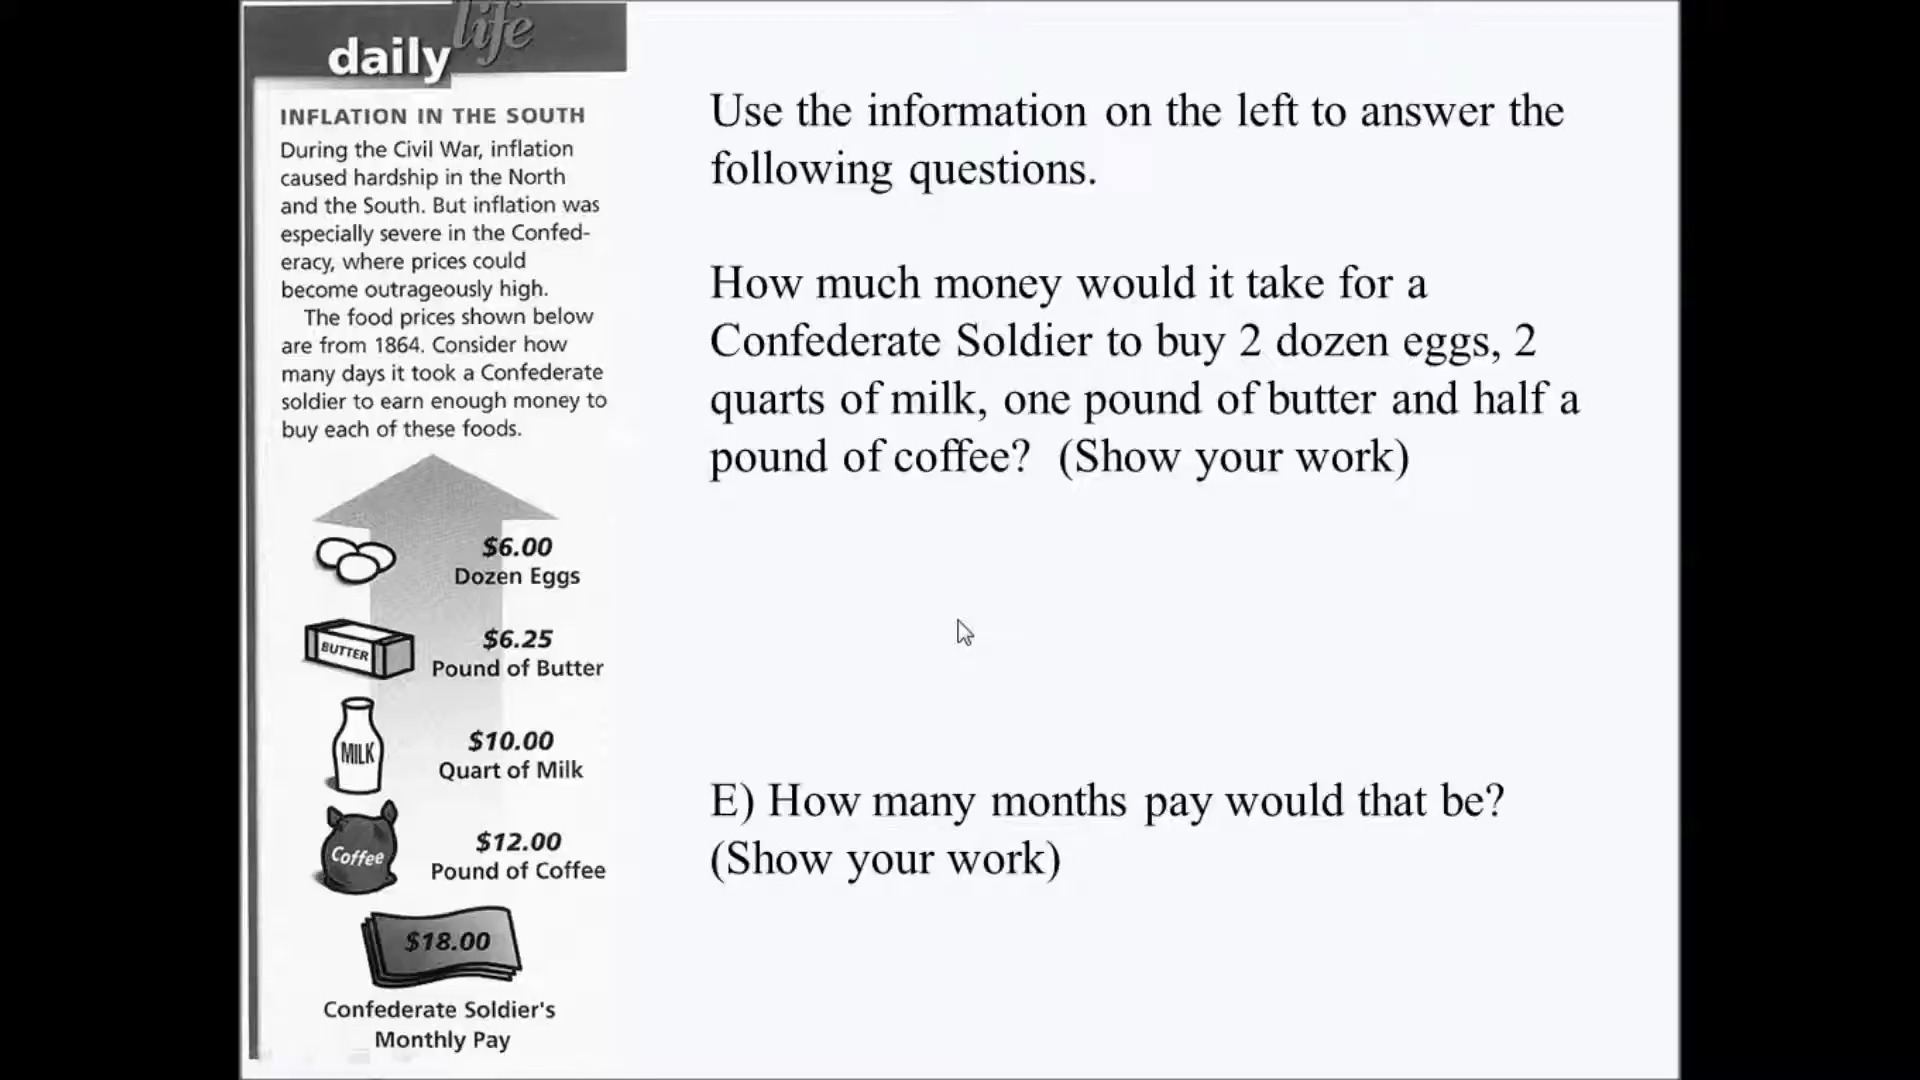 daily life
INFLATION IN THE SOUTH
During the Civil War, inflation
caused hardship in the North
and the South. But inflation was
especially severe in the Confed-
eracy, where prices could
become outrageously high.
The food prices shown below
are from 1864. Consider how
many days it took a Confederate
soldier to earn enough money to
buy each of these foods.
$6.00
Dozen Eggs
BUTTER
$6.25
Pound of Butter
MILK
$10.00
Quart of Milk
Coffee
$12.00
Pound of Coffee
$18.00
Confederate Soldier's
Monthly Pay
Use the information on the left to answer the
following questions.
How much money would it take for a
Confederate Soldier to buy 2 dozen eggs, 2
quarts of milk, one pound of butter and half a
pound of coffee? (Show your work)
E) How many months pay would that be?
(Show your work)